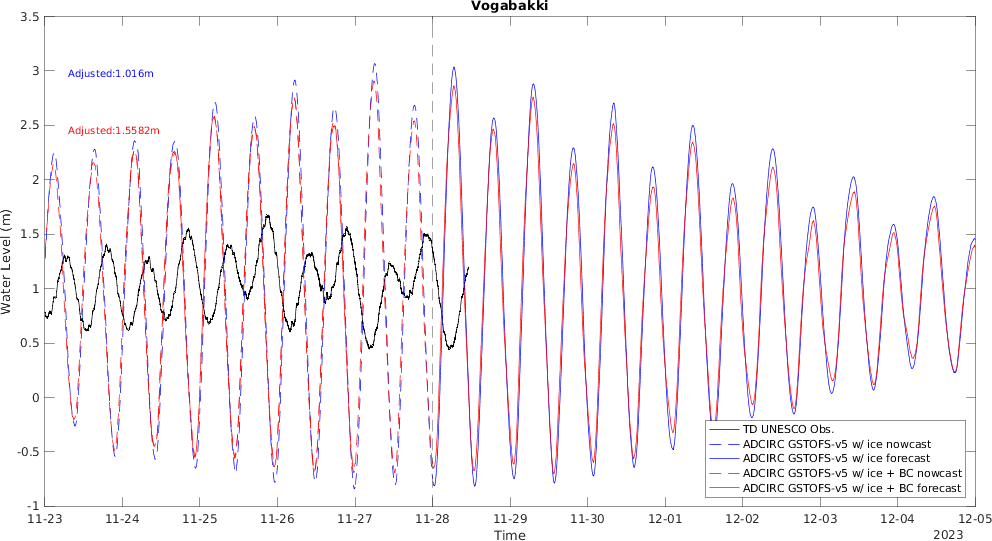 Vogabakki
3.5
3
2.5
2
1.5
1
0.5
0
-0.5
-1
Water Level (m)
Adjusted:1.016m
Adjusted:1.5582m
TD UNESCO Obs.
ADCIRC GSTOFS-v5 w/ ice nowcast
ADCIRC GSTOFS-v5 w/ ice forecast
ADCIRC GSTOFS-v5 w/ ice + BC nowcast
ADCIRC GSTOFS-v5 w/ ice + BC forecast
11-23 11-24 11-25 11-26 11-27 11-28 11-29 11-30 12-01 12-02 12-03 12-04 12-05
Time
2023